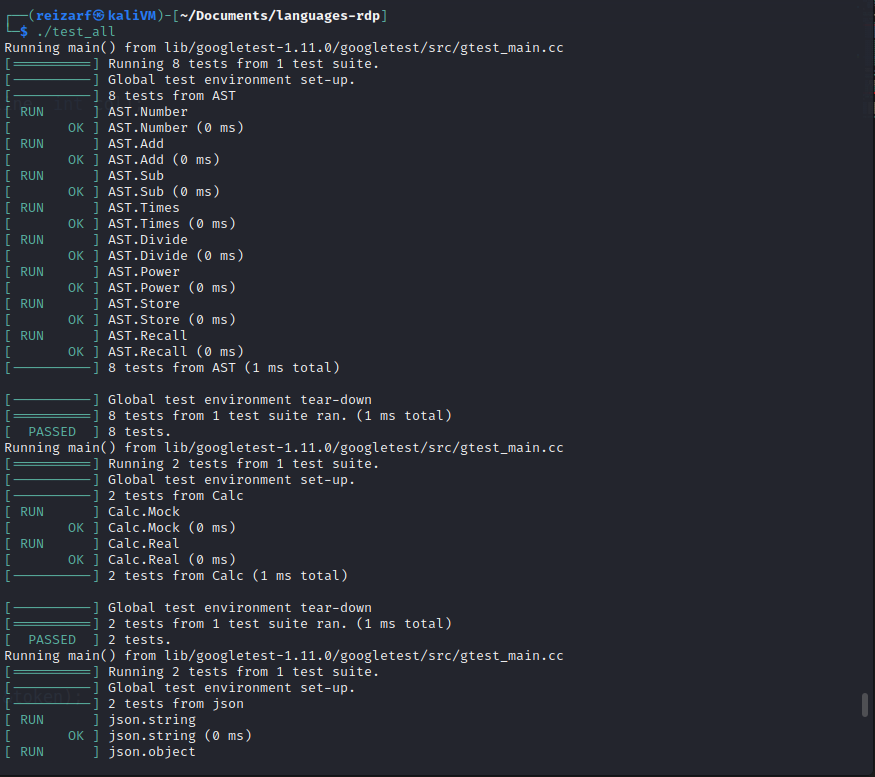 ┌──(reizarf㉿kaliVM)-[~/Documents/languages-rdp]
└─$ ./test_all
Running main() from lib/googletest-1.11.0/googletest/src/gtest_main.cc
[==========] Running 8 tests from 1 test suite.
[----------] Global test environment set-up.
[----------] 8 tests from AST
[ RUN      ] AST.Number
[       OK ] AST.Number (0 ms)
[ RUN      ] AST.Add
[       OK ] AST.Add (0 ms)
[ RUN      ] AST.Sub
[       OK ] AST.Sub (0 ms)
[ RUN      ] AST.Times
[       OK ] AST.Times (0 ms)
[ RUN      ] AST.Divide
[       OK ] AST.Divide (0 ms)
[ RUN      ] AST.Power
[       OK ] AST.Power (0 ms)
[ RUN      ] AST.Store
[       OK ] AST.Store (0 ms)
[ RUN      ] AST.Recall
[       OK ] AST.Recall (0 ms)
[----------] 8 tests from AST (1 ms total)

[----------] Global test environment tear-down
[==========] 8 tests from 1 test suite ran. (1 ms total)
[  PASSED  ] 8 tests.
Running main() from lib/googletest-1.11.0/googletest/src/gtest_main.cc
[==========] Running 2 tests from 1 test suite.
[----------] Global test environment set-up.
[----------] 2 tests from Calc
[ RUN      ] Calc.Mock
[       OK ] Calc.Mock (0 ms)
[ RUN      ] Calc.Real
[       OK ] Calc.Real (0 ms)
[----------] 2 tests from Calc (1 ms total)

[----------] Global test environment tear-down
[==========] 2 tests from 1 test suite ran. (1 ms total)
[  PASSED  ] 2 tests.
Running main() from lib/googletest-1.11.0/googletest/src/gtest_main.cc
[==========] Running 2 tests from 1 test suite.
[----------] Global test environment set-up.
[----------] 2 tests from json
[ RUN      ] json.string
[       OK ] json.string (0 ms)
[ RUN      ] json.object